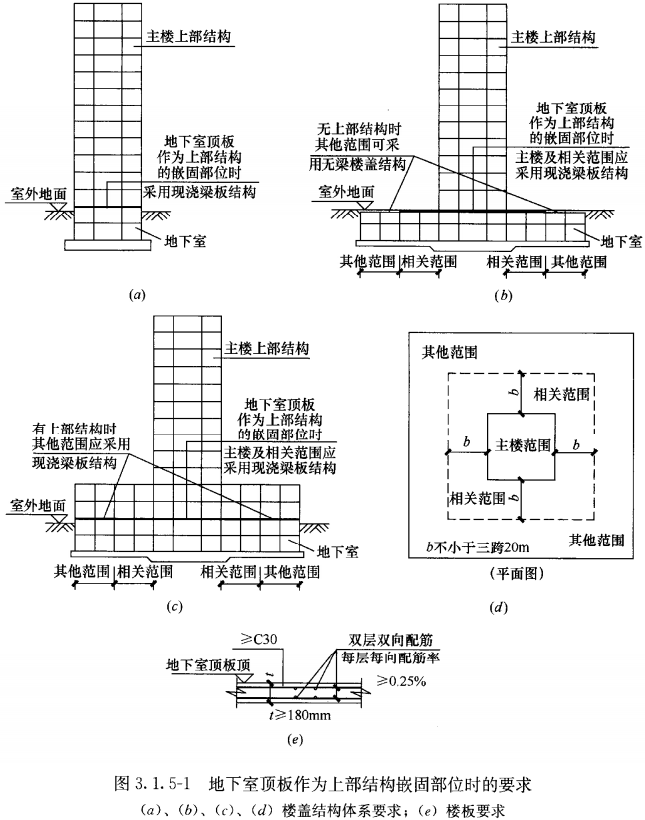 主楼上部结构
地下室顶板
作为上部结构
的嵌固部位时
采用现浇梁板结构
室外地面
地下室
(a)
主楼上部结构
无上部结构时
其他范围可采
用无梁楼盖结构
地下室顶板
作为上部结构
的嵌固部位时
主楼及相关范围应
采用现浇梁板结构
室外地面
地下室
其他范围 相关范围 相关范围 其他范围
(b)
主楼上部结构
有上部结构时
其他范围应采用
现浇梁板结构
地下室顶板
作为上部结构
的嵌固部位时
主楼及相关范围应
采用现浇梁板结构
室外地面
地下室
其他范围 相关范围 相关范围 其他范围
(c)
其他范围
b 相关范围
b 主楼范围 b
相关范围 b
其他范围
b不小于三跨20m
(平面图)
(d)
≥C30
双层双向配筋
每层每向配筋率
≥0.25%
地下室顶板顶
t
t≥180mm
(e)
图 3.1.5-1 地下室顶板作为上部结构嵌固部位时的要求
(a)、(b)、(c)、(d) 楼盖结构体系要求；(e) 楼板要求